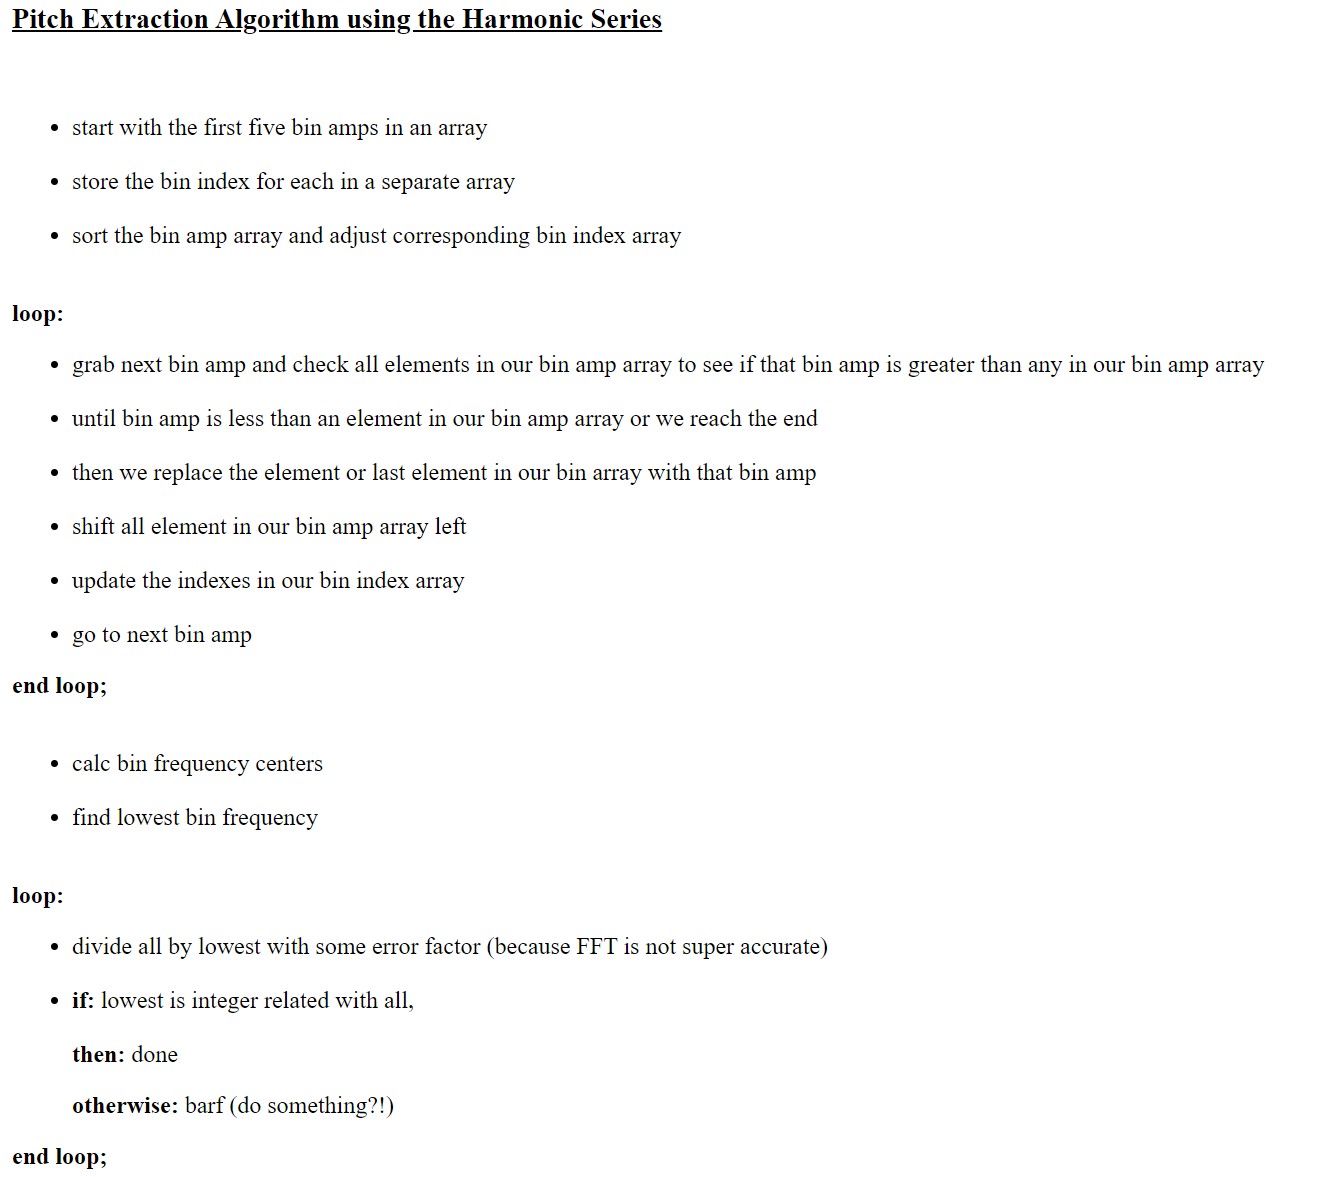 Pitch Extraction Algorithm using the Harmonic Series
• start with the first five bin amps in an array
• store the bin index for each in a separate array
• sort the bin amp array and adjust corresponding bin index array
loop:
• grab next bin amp and check all elements in our bin amp array to see if that bin amp is greater than any in our bin amp array
• until bin amp is less than an element in our bin amp array or we reach the end
• then we replace the element or last element in our bin array with that bin amp
• shift all element in our bin amp array left
• update the indexes in our bin index array
• go to next bin amp
end loop;
• calc bin frequency centers
• find lowest bin frequency
loop:
• divide all by lowest with some error factor (because FFT is not super accurate)
• if: lowest is integer related with all,
then: done
otherwise: barf (do something?!)
end loop;